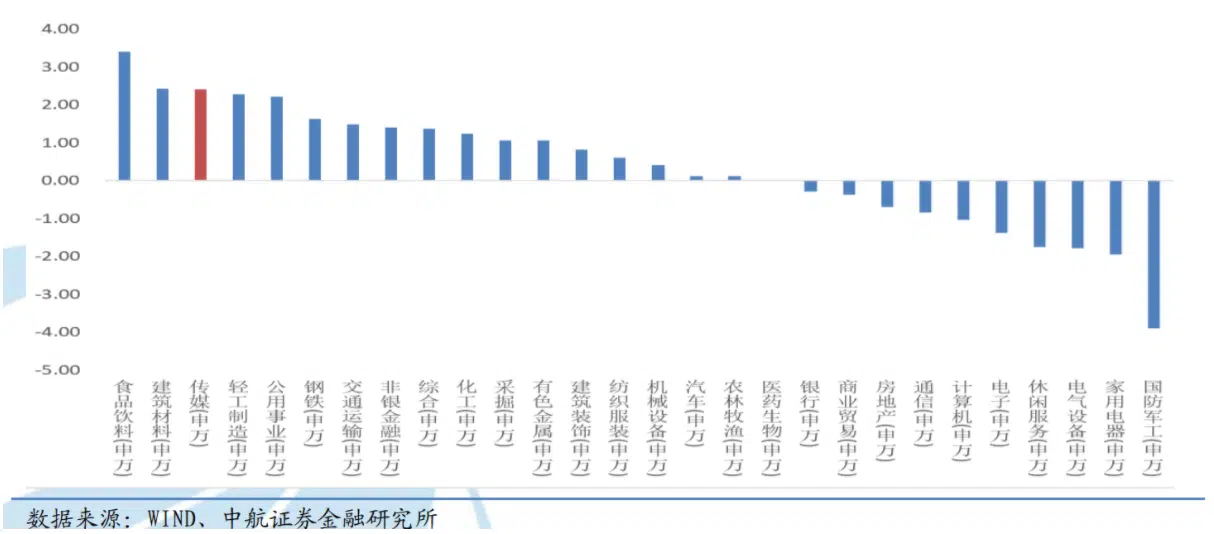 4.00
3.00
2.00
1.00
0.00
-1.00
-2.00
-3.00
-4.00
-5.00
食品饮料(申万)
建筑材料(申万)
传媒(申万)
轻工制造(申万)
公用事业(申万)
钢铁(申万)
交通运输(申万)
非银金融(申万)
综合(申万)
化工(申万)
采掘(申万)
有色金属(申万)
建筑装饰(申万)
纺织服装(申万)
机械设备(申万)
汽车(申万)
农林牧渔(申万)
医药生物(申万)
银行(申万)
商业贸易(申万)
房地产(申万)
通信(申万)
计算机(申万)
电子(申万)
休闲服务(申万)
电气设备(申万)
家用电器(申万)
国防军工(申万)
数据来源：WIND、中航证券金融研究所